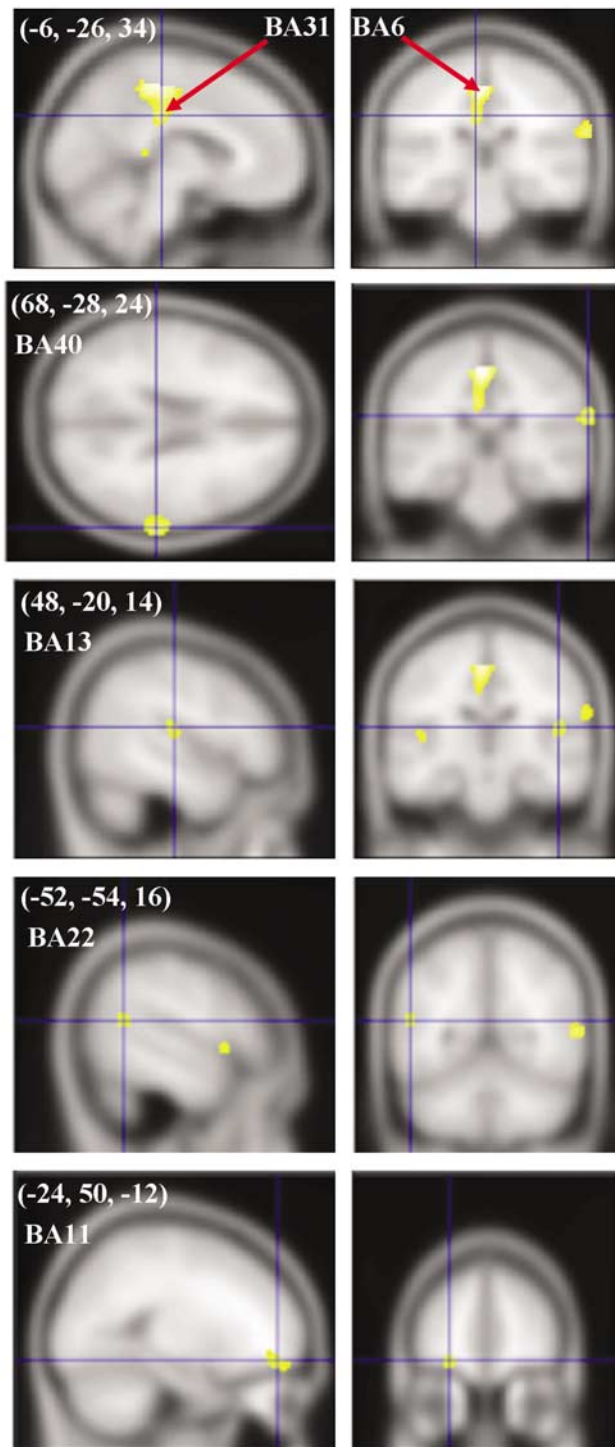 (-6, -26, 34)
BA31
BA6
(68, -28, 24)
BA40
(48, -20, 14)
BA13
(-52, -54, 16)
BA22
(-24, 50, -12)
BA11